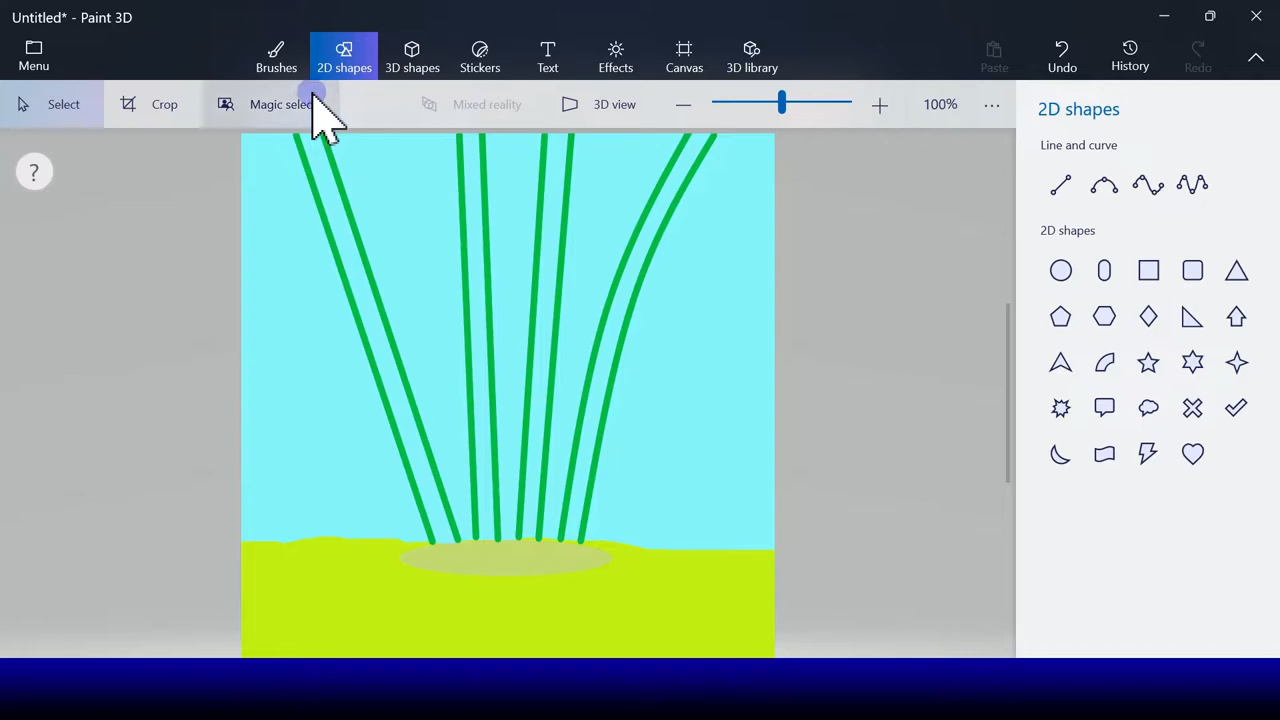 Untitled* - Paint 3D
Menu
Brushes
2D shapes
3D shapes
Stickers
Text
Effects
Canvas
3D library
Paste
Undo
History
Redo
Select
Crop
Magic select
Mixed reality
3D view
100%
2D shapes
Line and curve
2D shapes
?